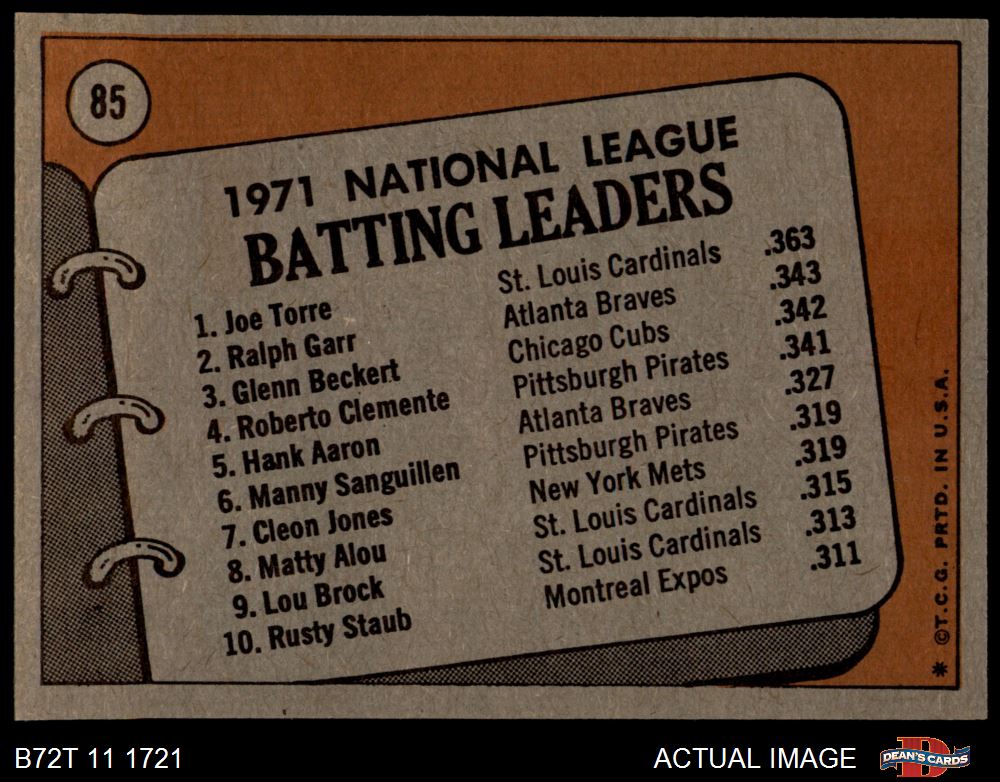 85
1971 NATIONAL LEAGUE
BATTING LEADERS
1. Joe Torre St. Louis Cardinals .363
2. Ralph Garr Atlanta Braves .343
3. Glenn Beckert Chicago Cubs .342
4. Roberto Clemente Pittsburgh Pirates .341
5. Hank Aaron Atlanta Braves .327
6. Manny Sanguillen Pittsburgh Pirates .319
7. Cleon Jones New York Mets .319
8. Matty Alou St. Louis Cardinals .315
9. Lou Brock St. Louis Cardinals .313
10. Rusty Staub Montreal Expos .311
* ©T.C.G. PRTD. IN U.S.A.
B72T 11 1721 ACTUAL IMAGE
D
DEAN'S CARDS